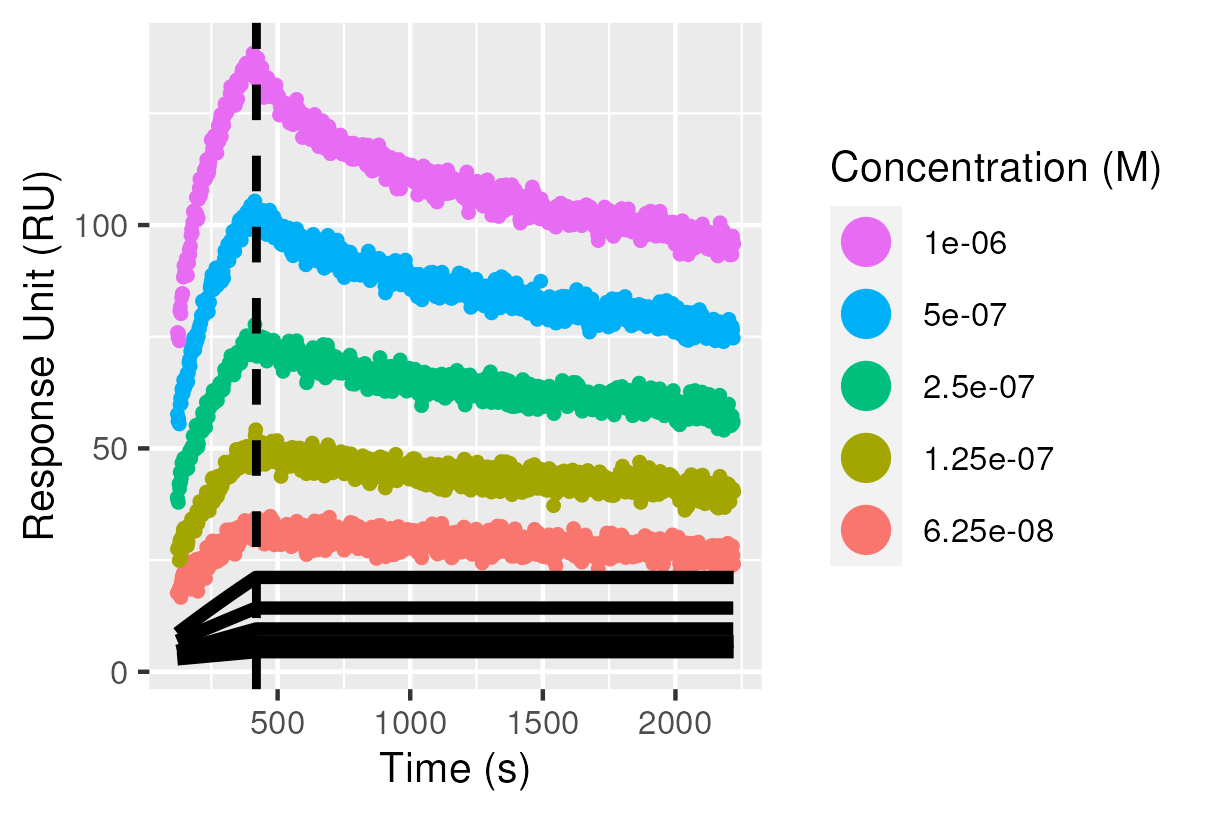 Response Unit (RU)
100
50
0
500 1000 1500 2000
Time (s)
Concentration (M)
1e-06
5e-07
2.5e-07
1.25e-07
6.25e-08